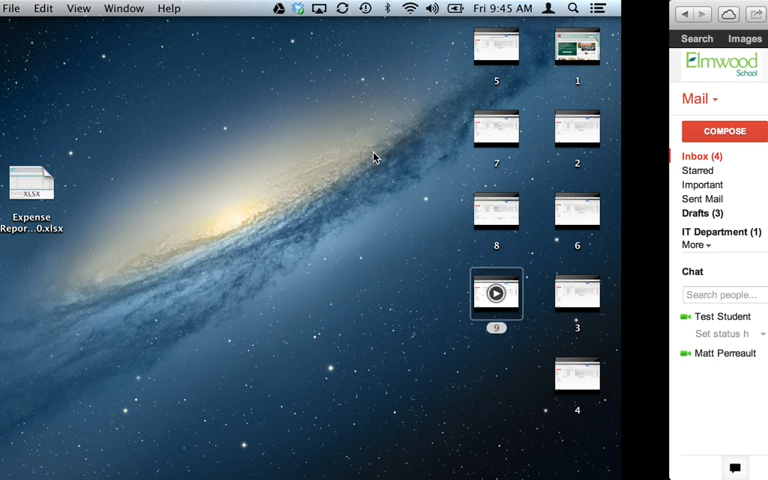 File Edit View Window Help Fri 9:45 AM
5
1
7
2
8
6
9
3
4
XLSX
Expense
Repor...0.xlsx
Search Images
Elmwood
School
Mail
COMPOSE
Inbox (4)
Starred
Important
Sent Mail
Drafts (3)
IT Department (1)
More
Chat
Search people...
Test Student
Set status h
Matt Perreault